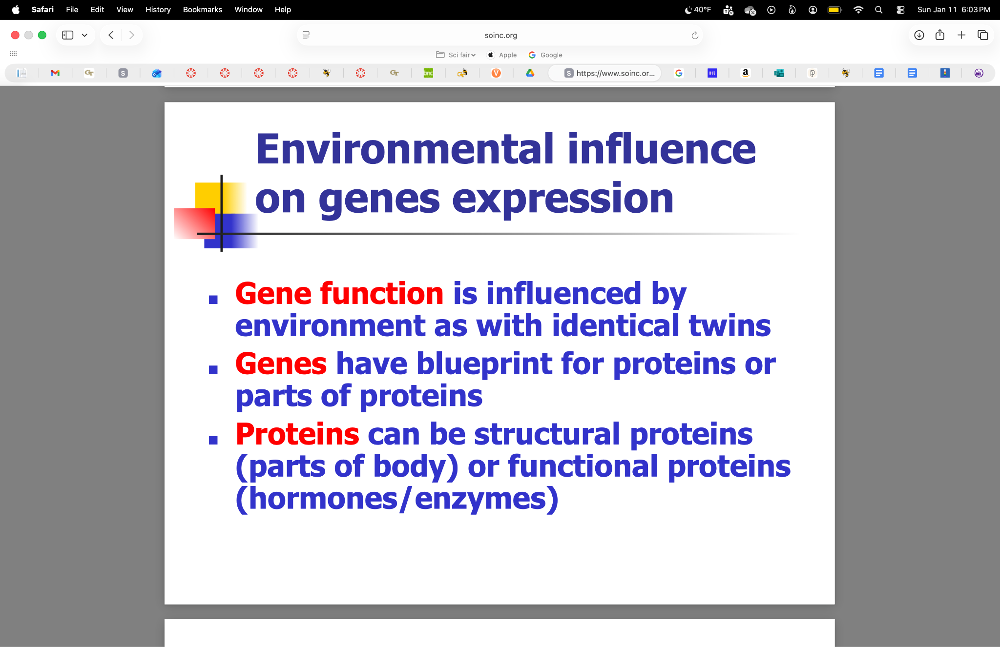 Safari File Edit View History Bookmarks Window Help 40°F Sun Jan 11 6:03 PM
soinc.org
Sci fair Apple Google
S GT bnc GT V S https://www.soinc.or... G a
Environmental influence
on genes expression
Gene function is influenced by
environment as with identical twins
Genes have blueprint for proteins or
parts of proteins
Proteins can be structural proteins
(parts of body) or functional proteins
(hormones/enzymes)